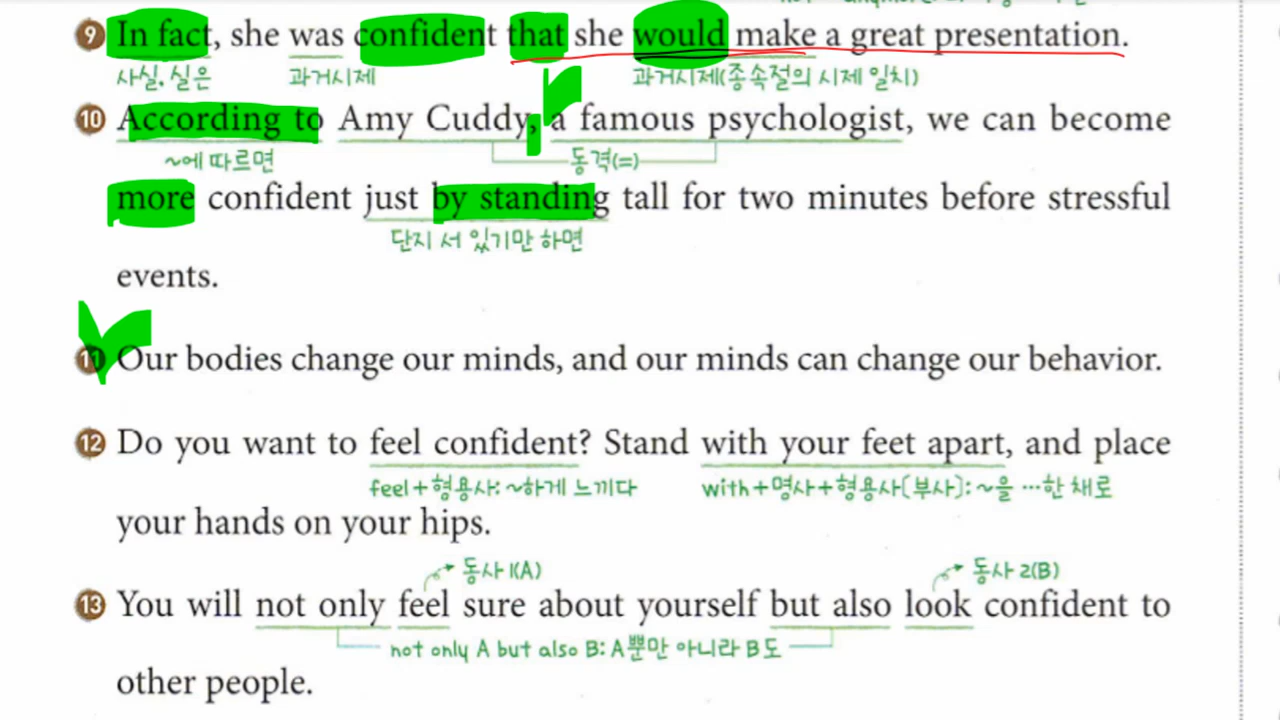 ⑨ In fact, she was confident that she would make a great presentation.
사실, 실은 과거시제 과거시제(종속절의 시제 일치)
⑩ According to Amy Cuddy, a famous psychologist, we can become
~에 따르면 동격(=)
more confident just by standing tall for two minutes before stressful
단지 서 있기만 하면
events.
⑪ Our bodies change our minds, and our minds can change our behavior.
⑫ Do you want to feel confident? Stand with your feet apart, and place
feel+형용사: ~하게 느끼다 with+명사+형용사(부사): ~을 …한 채로
your hands on your hips.
동사 1(A) 동사 2(B)
⑬ You will not only feel sure about yourself but also look confident to
not only A but also B: A뿐만 아니라 B도
other people.